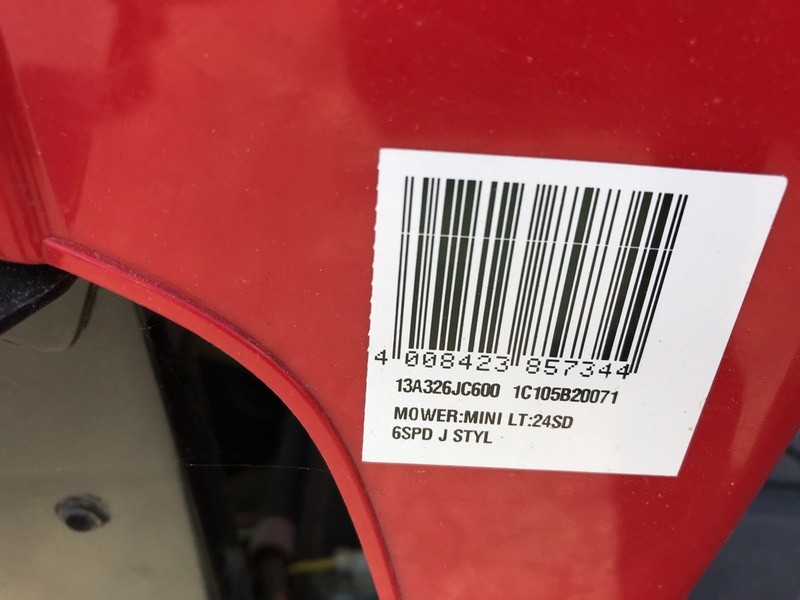 4 008423 857344
13A326JC600 1C105B20071
MOWER:MINI LT:24SD
6SPD J STYL